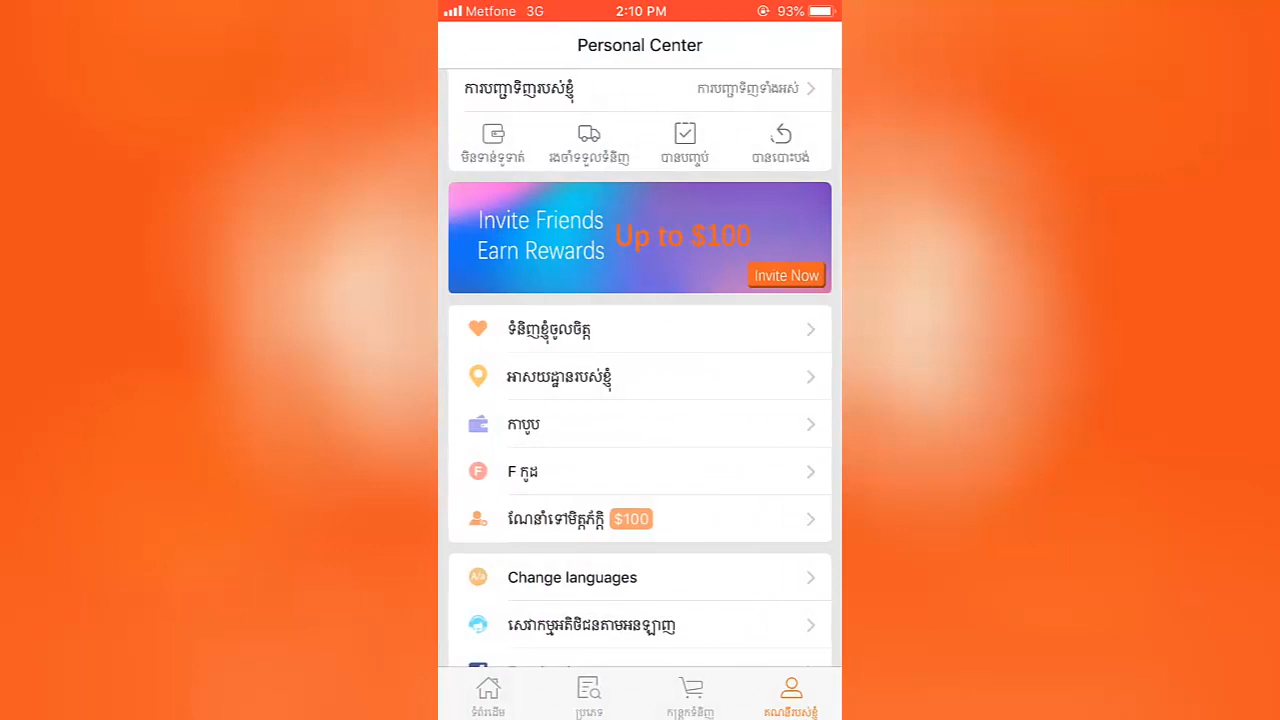 Metfone 3G 2:10 PM 93%
Personal Center
ការបញ្ជាទិញរបស់ខ្ញុំ ការបញ្ជាទិញទាំងអស់
មិនទាន់ទូទាត់ រងចាំទទួលទំនិញ បានបញ្ចប់ បានបោះបង់
Invite Friends
Earn Rewards
Up to $100
Invite Now
ទំនិញខ្ញុំចូលចិត្ត
អាសយដ្ឋានរបស់ខ្ញុំ
កាបូប
F
F កូដ
ណែនាំទៅមិត្តភ័ក្តិ $100
A/a
Change languages
សេវាកម្មអតិថិជនតាមអនឡាញ
ទំព័រដើម ប្រភេទ កន្ត្រកទំនិញ គណនីរបស់ខ្ញុំ